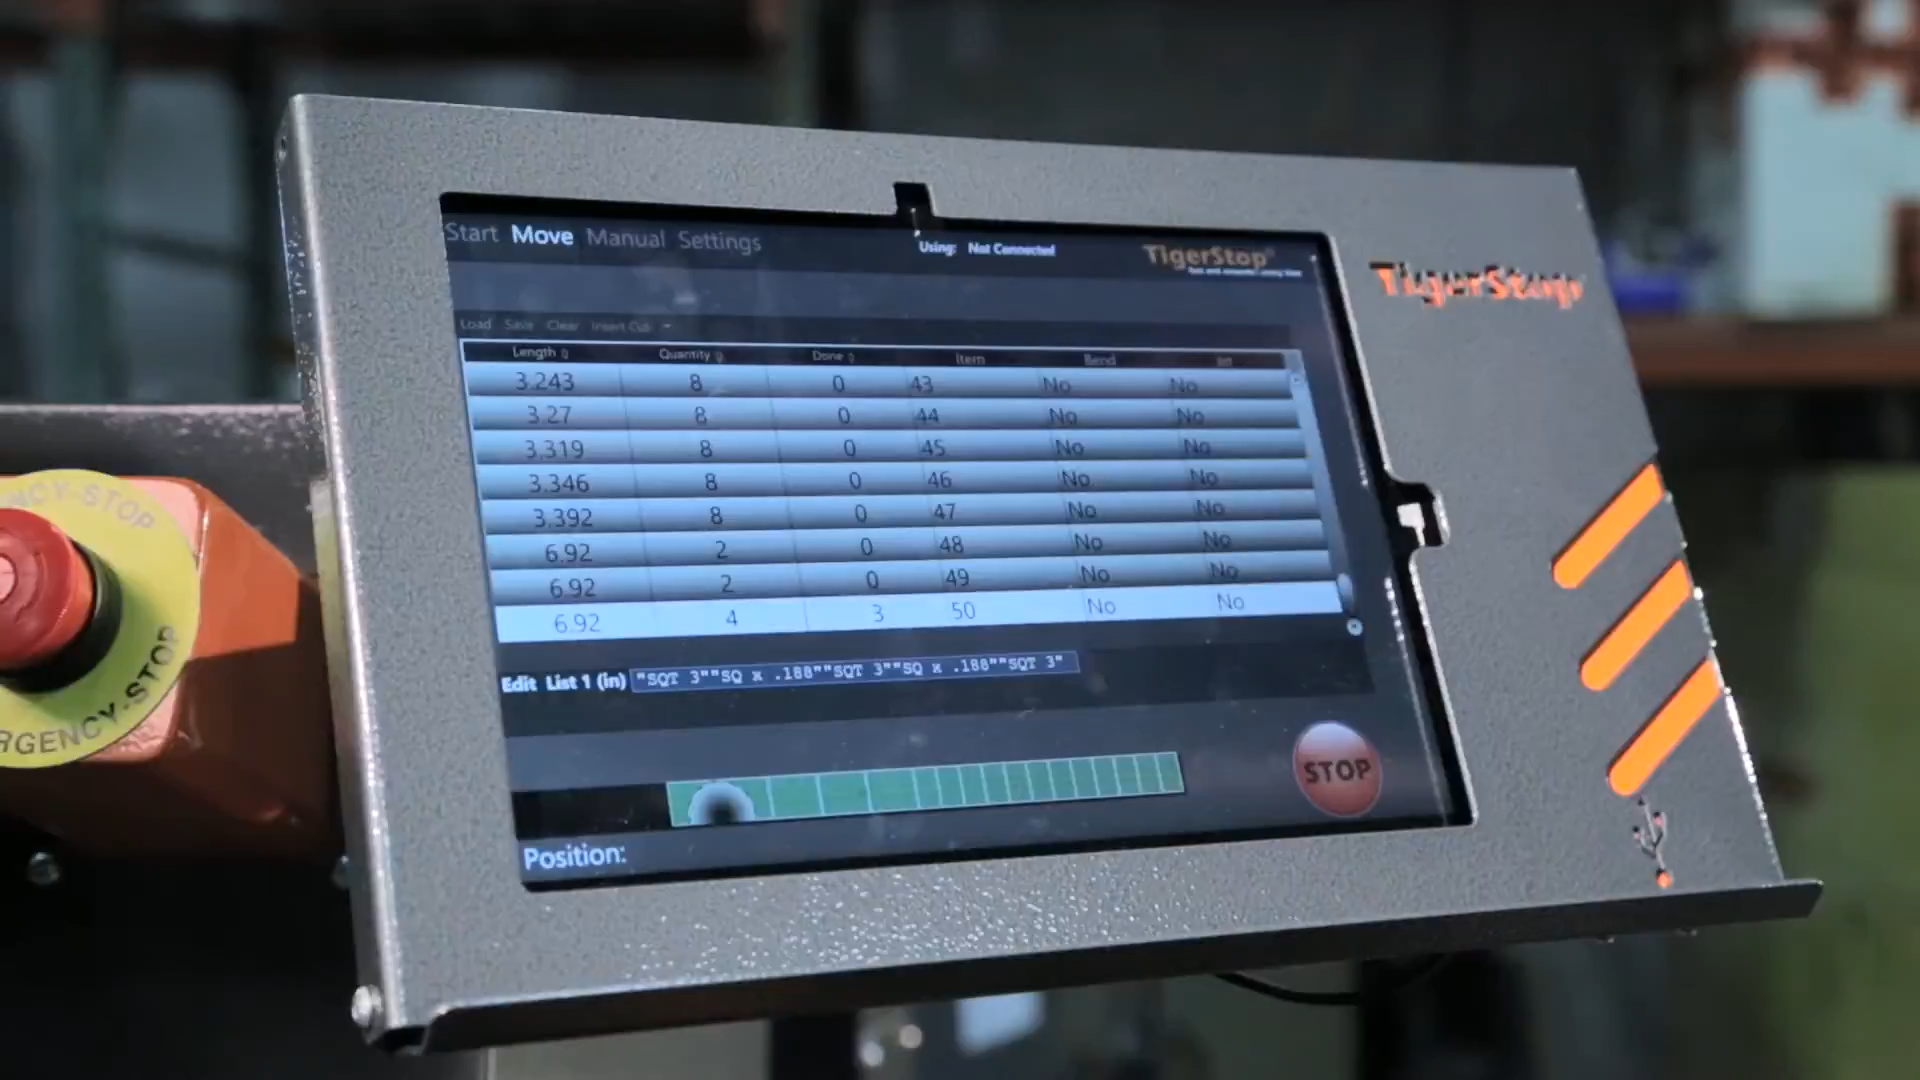 Start Move Manual Settings
Using: Not Connected
TigerStop
TigerStop
Load Save Clear Insert Cut
Length Quantity Done Item Bend
3.243 8 0 43 No No
3.27 8 0 44 No No
3.319 8 0 45 No No
3.346 8 0 46 No No
3.392 8 0 47 No No
6.92 2 0 48 No No
6.92 2 0 49 No No
6.92 4 3 50 No No
Edit List 1 (in) "SQT 3""SQ x .188""SQT 3""SQ x .188""SQT 3"
STOP
Position:
NCY-STOP
RGENCY-STOP